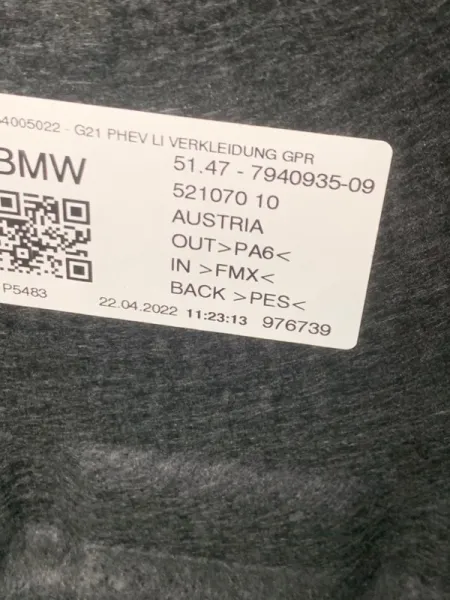 4005022 - G21 PHEV LI VERKLEIDUNG GPR
BMW
51.47 - 7940935-09
521070 10
AUSTRIA
OUT>PA6<
IN >FMX<
BACK >PES<
P5483
22.04.2022 11:23:13 976739